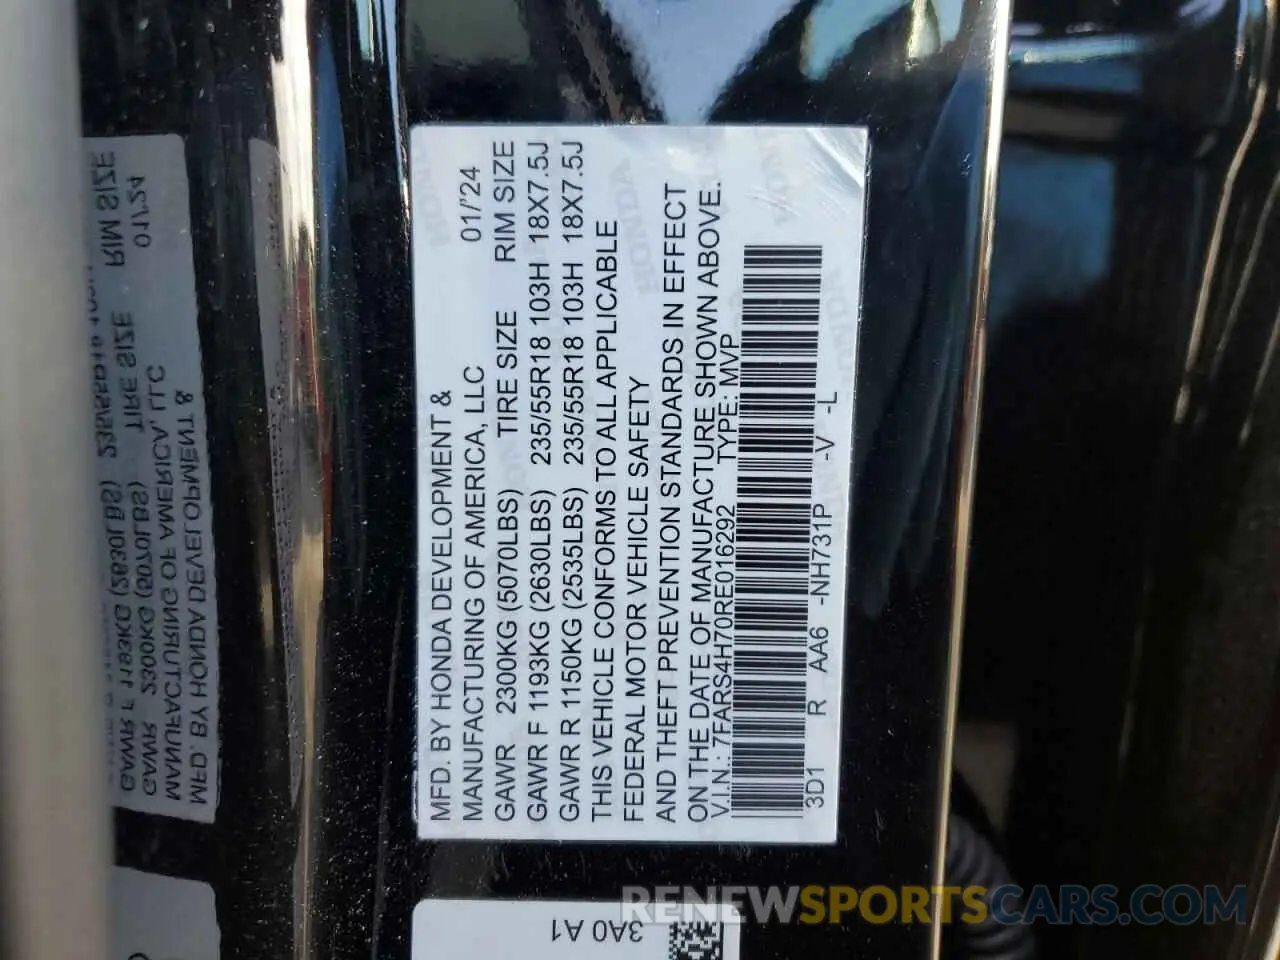 MFD. BY HONDA DEVELOPMENT &
MANUFACTURING OF AMERICA, LLC 01/'24
GAWR 2300KG (5070LBS) TIRE SIZE RIM SIZE
GAWR F 1193KG (2630LBS) 235/55R18 103H 18X7.5J
GAWR R 1150KG (2535LBS) 235/55R18 103H 18X7.5J
THIS VEHICLE CONFORMS TO ALL APPLICABLE
FEDERAL MOTOR VEHICLE SAFETY
AND THEFT PREVENTION STANDARDS IN EFFECT
ON THE DATE OF MANUFACTURE SHOWN ABOVE.
V.I.N.: 7FARS4H70RE016292 TYPE: MVP
3D1 R AA6 -NH731P -V -L
3A0 A1
RENEWSPORTSCARS.COM